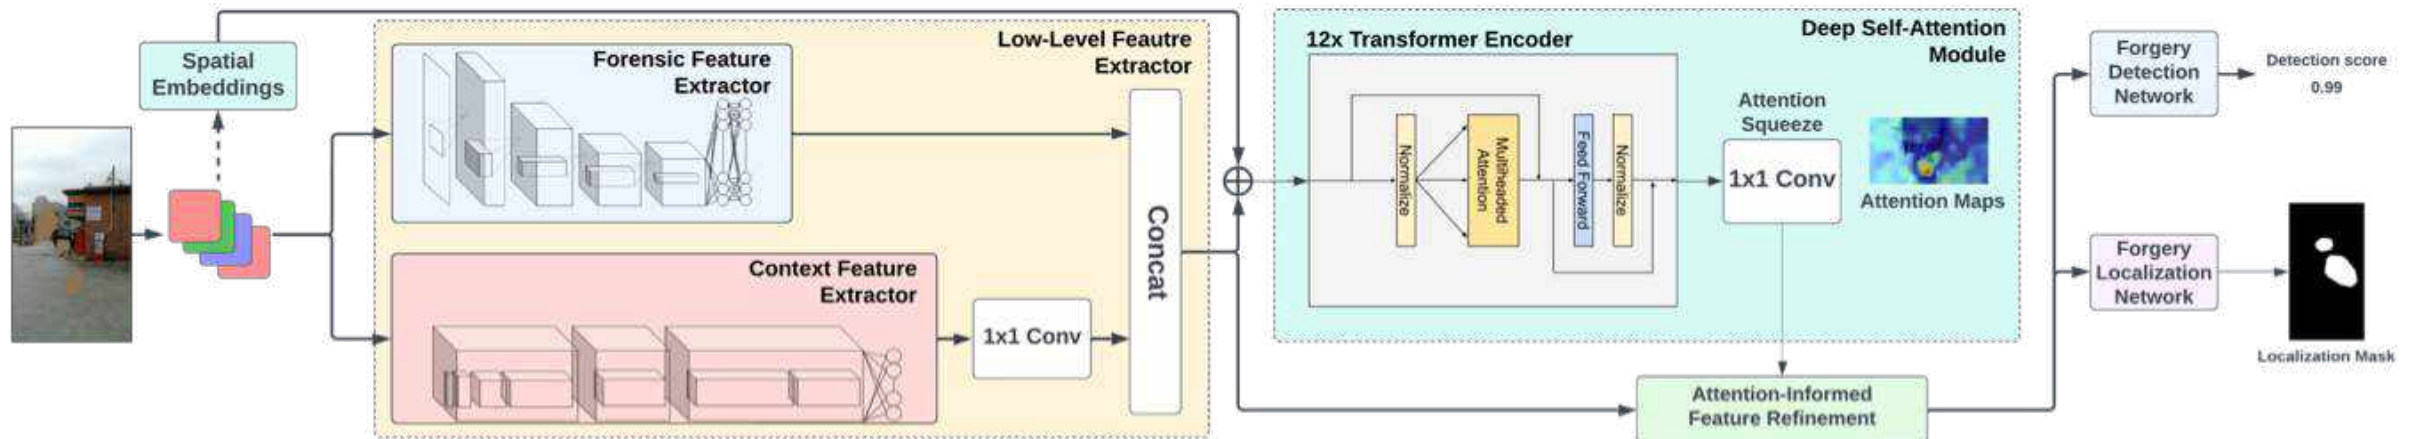 Spatial
Embeddings
Low-Level Feautre
Extractor
Forensic Feature
Extractor
Context Feature
Extractor
1x1 Conv
Concat
12x Transformer Encoder
Deep Self-Attention
Module
Normalize
Multiheaded
Attention
Feed Forward
Normalize
Attention
Squeeze
1x1 Conv
Attention Maps
Attention-Informed
Feature Refinement
Forgery
Detection
Network
Detection score
0.99
Forgery
Localization
Network
Localization Mask